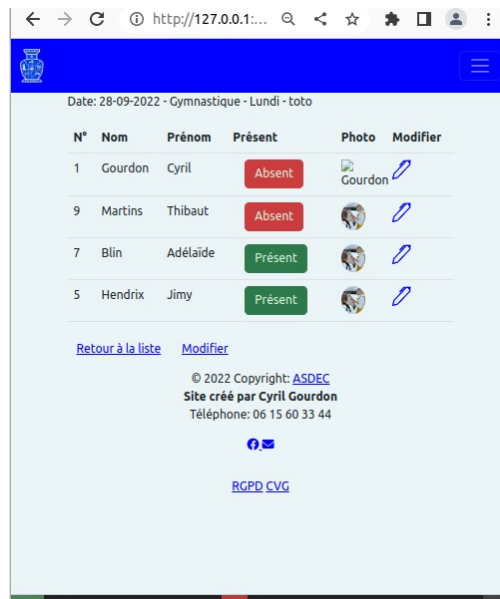 http://127.0.0.1:...
Date: 28-09-2022 - Gymnastique - Lundi - toto
N° Nom Prénom Présent Photo Modifier
1 Gourdon Cyril Absent Gourdon
9 Martins Thibaut Absent
7 Blin Adélaïde Présent
5 Hendrix Jimy Présent
Retour à la liste Modifier
© 2022 Copyright: ASDEC
Site créé par Cyril Gourdon
Téléphone: 06 15 60 33 44
RGPD CVG